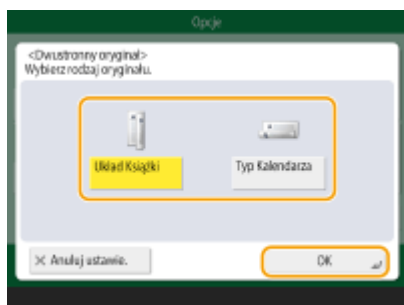 Opcje
<Dwustronny oryginał>
Wybierz rodzaj oryginału.
Układ Książki
Typ Kalendarza
Anuluj ustawie.
OK